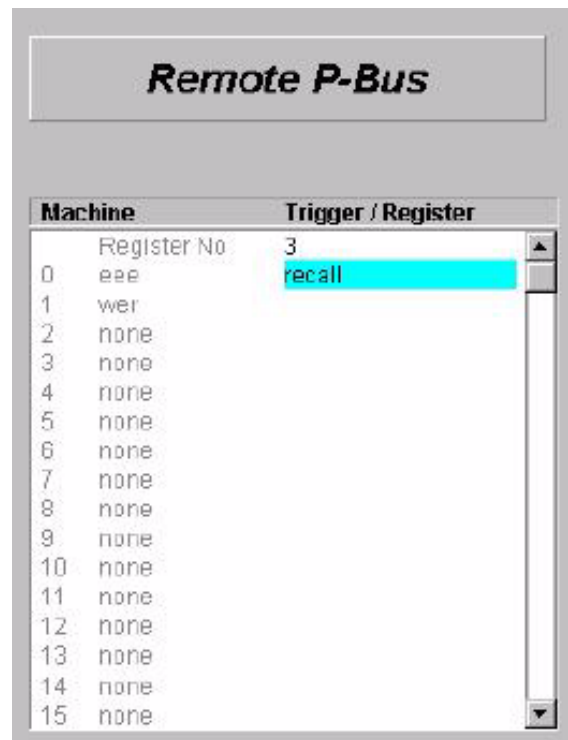 Remote P-Bus
Machine Trigger / Register
Register No 3
0 eee recall
1 wer
2 none
3 none
4 none
5 none
6 none
7 none
8 none
9 none
10 none
11 none
12 none
13 none
14 none
15 none